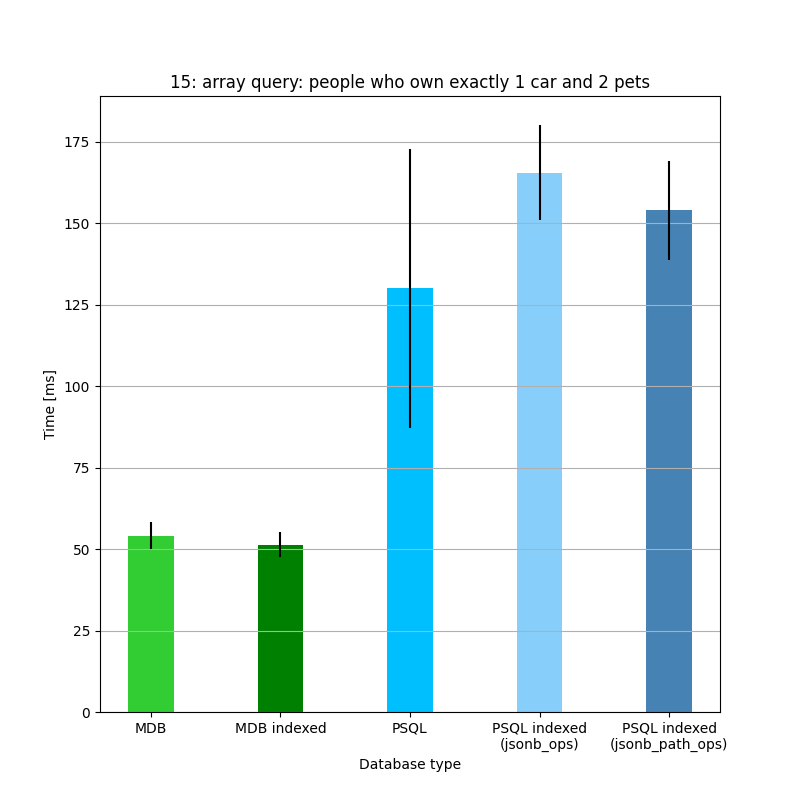 15: array query: people who own exactly 1 car and 2 pets
175
150
125
100
75
50
25
0
Time [ms]
MDB
MDB indexed
PSQL
PSQL indexed
(jsonb_ops)
PSQL indexed
(jsonb_path_ops)
Database type